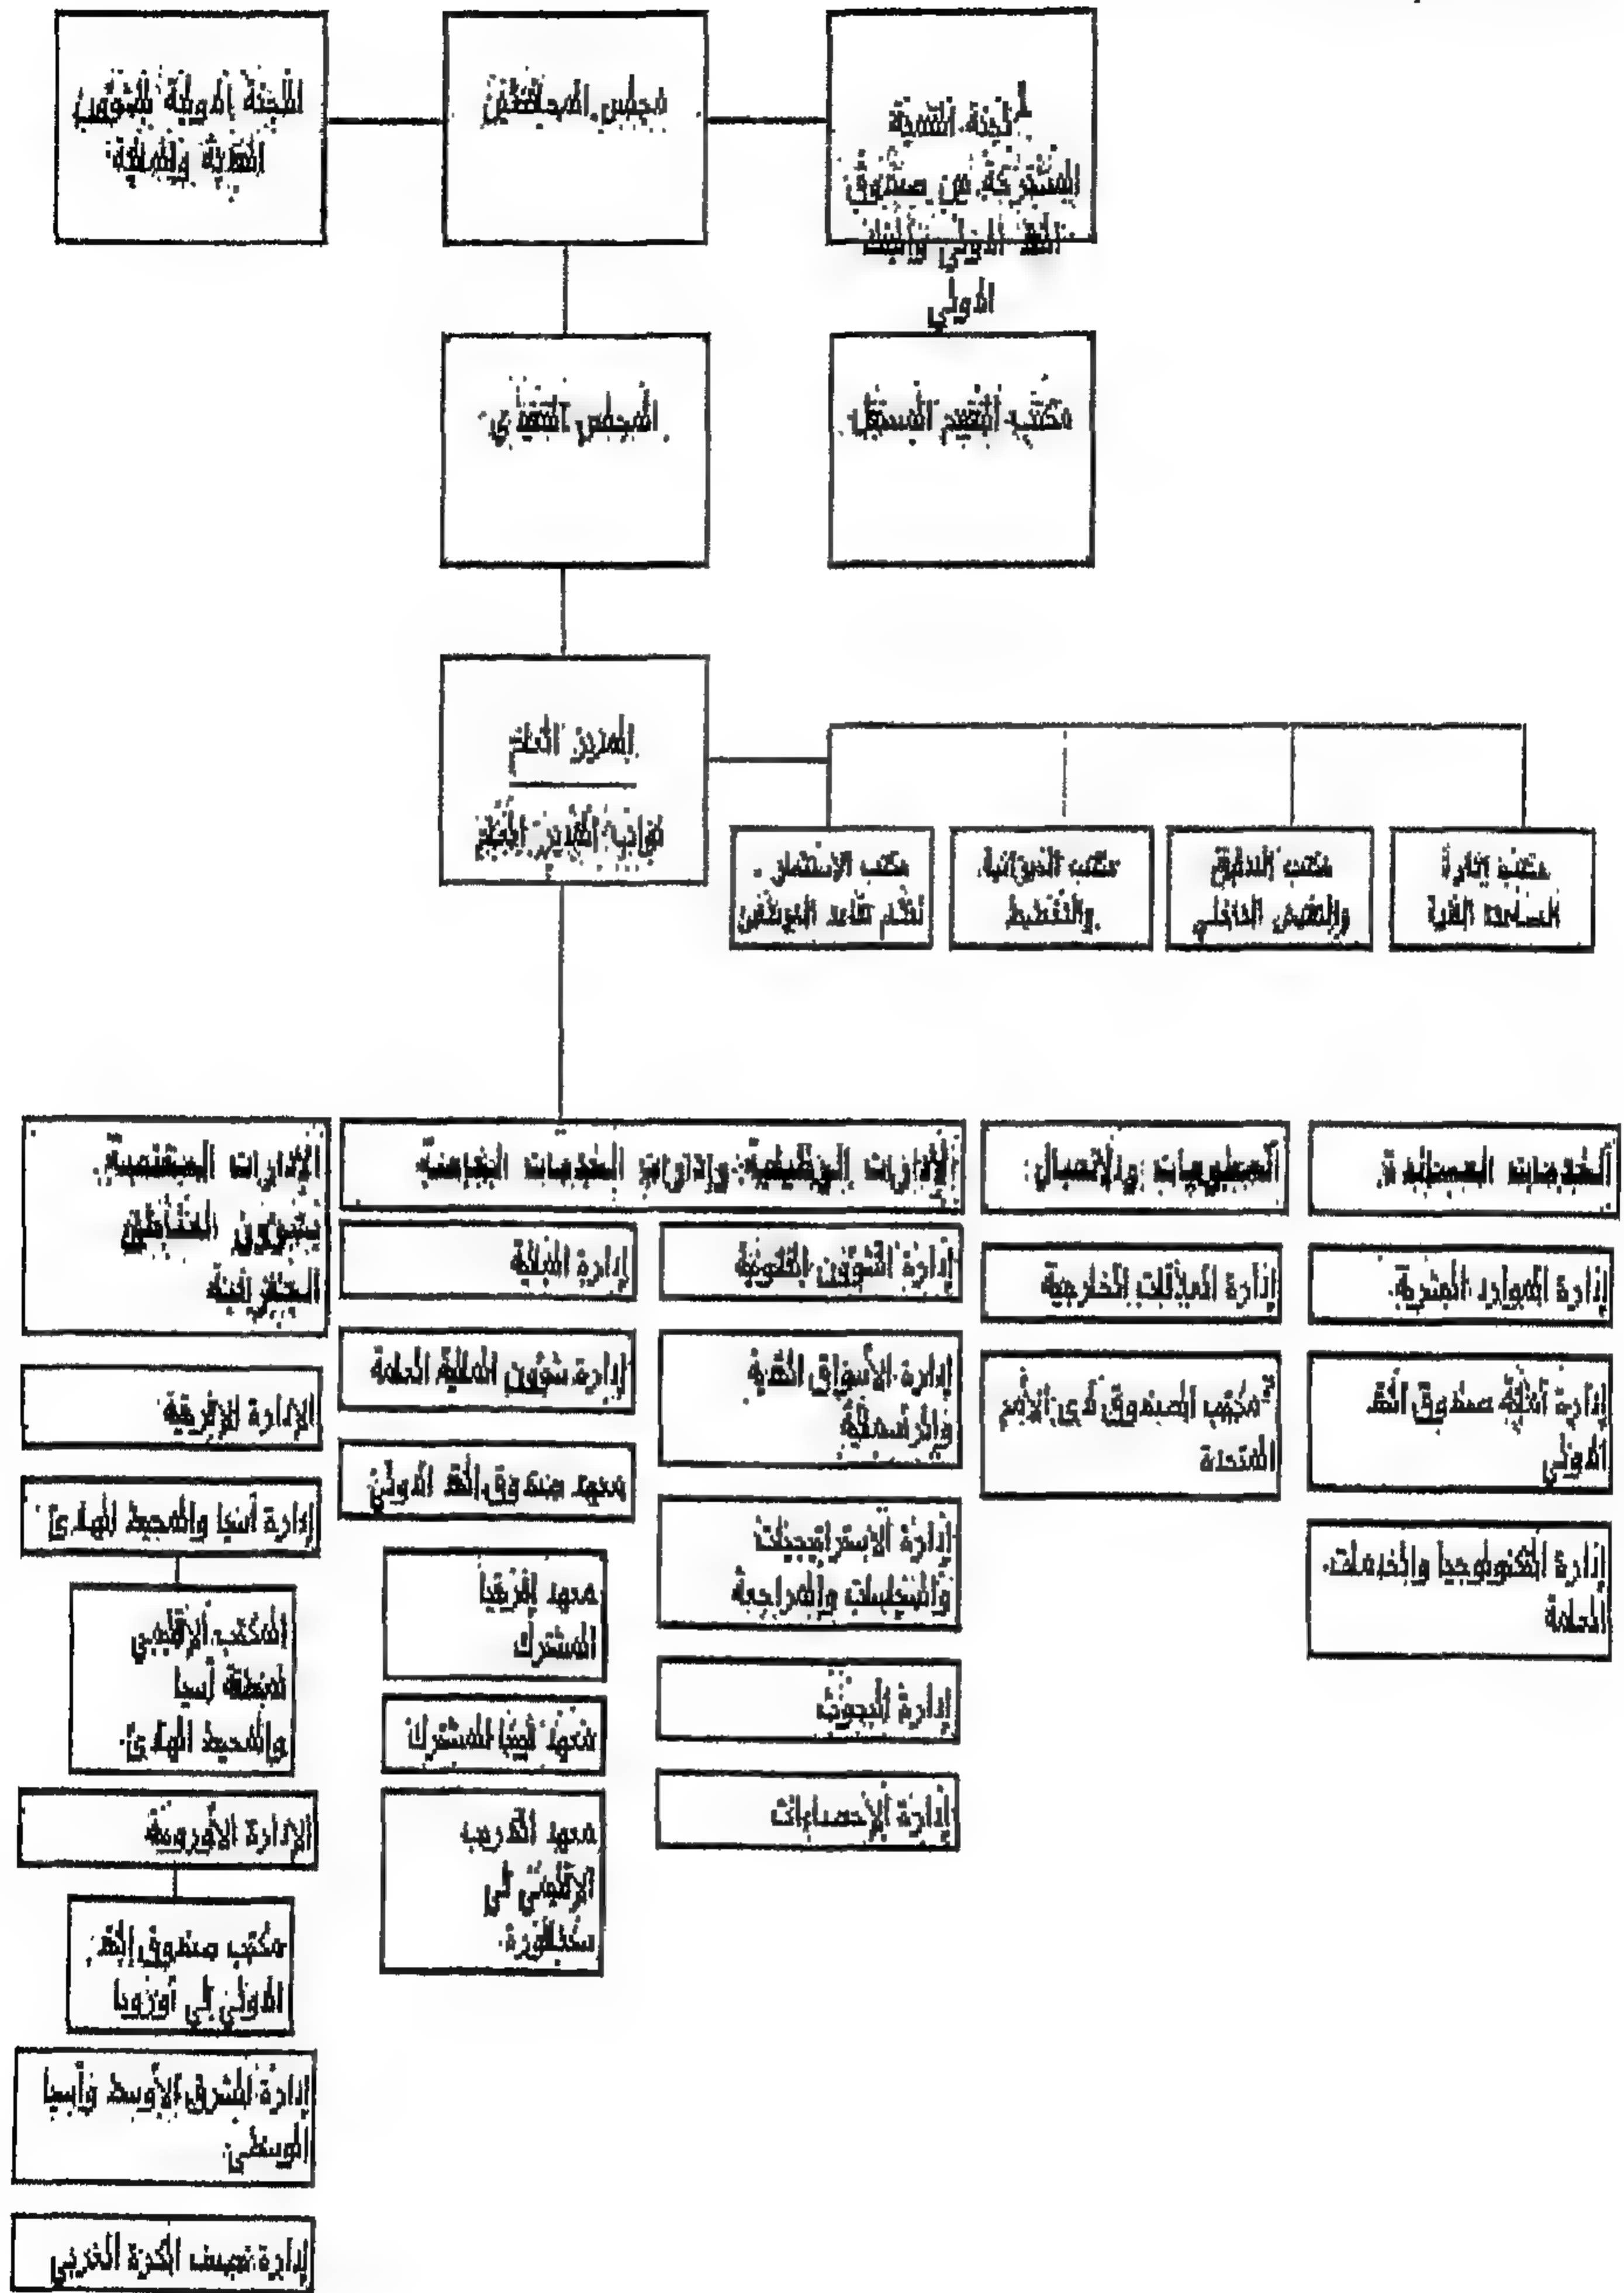 اللجنة الدولية للشؤون
النقدية والمالية
مجلس المحافظين
لجنة التنمية
المشتركة من صندوق
النقد الدولي والبنك
الدولي
المجلس التنفيذي
مكتب التقييم المستقل
المدير العام
نواب المدير العام
مكتب الاستثمار -
نظام تقاعد الموظفين
مكتب الميزانية
والتخطيط
مكتب التدقيق
والتفتيش الداخلي
مكتب إدارة
المساعدة الفنية
الإدارات المختصة
بشؤون المناطق
الجغرافية
الإدارة الإفريقية
إدارة آسيا والمحيط الهادئ
المكتب الإقليمي
لمنطقة آسيا
والمحيط الهادئ
الإدارة الأوروبية
مكتب صندوق النقد
الدولي في أوروبا
إدارة الشرق الأوسط وآسيا
الوسطى
إدارة نصف الكرة الغربي
الإدارات الوظيفية وإدارات الخدمات الخاصة
إدارة المالية
إدارة شؤون المالية العامة
معهد صندوق النقد الدولي
معهد افريقيا
المشترك
معهد فيينا المشترك
معهد التدريب
الإقليمي في
سنغافورة
إدارة الشؤون القانونية
إدارة الأسواق النقدية
والرأسمالية
إدارة الاستراتيجيات
والسياسات والمراجعة
إدارة البحوث
إدارة الإحصاءات
المعلومات والاتصال
إدارة العلاقات الخارجية
مكتب الصندوق لدى الأمم
المتحدة
الخدمات المساندة
إدارة الموارد البشرية
إدارة أمانة صندوق النقد
الدولي
إدارة التكنولوجيا والخدمات
العامة